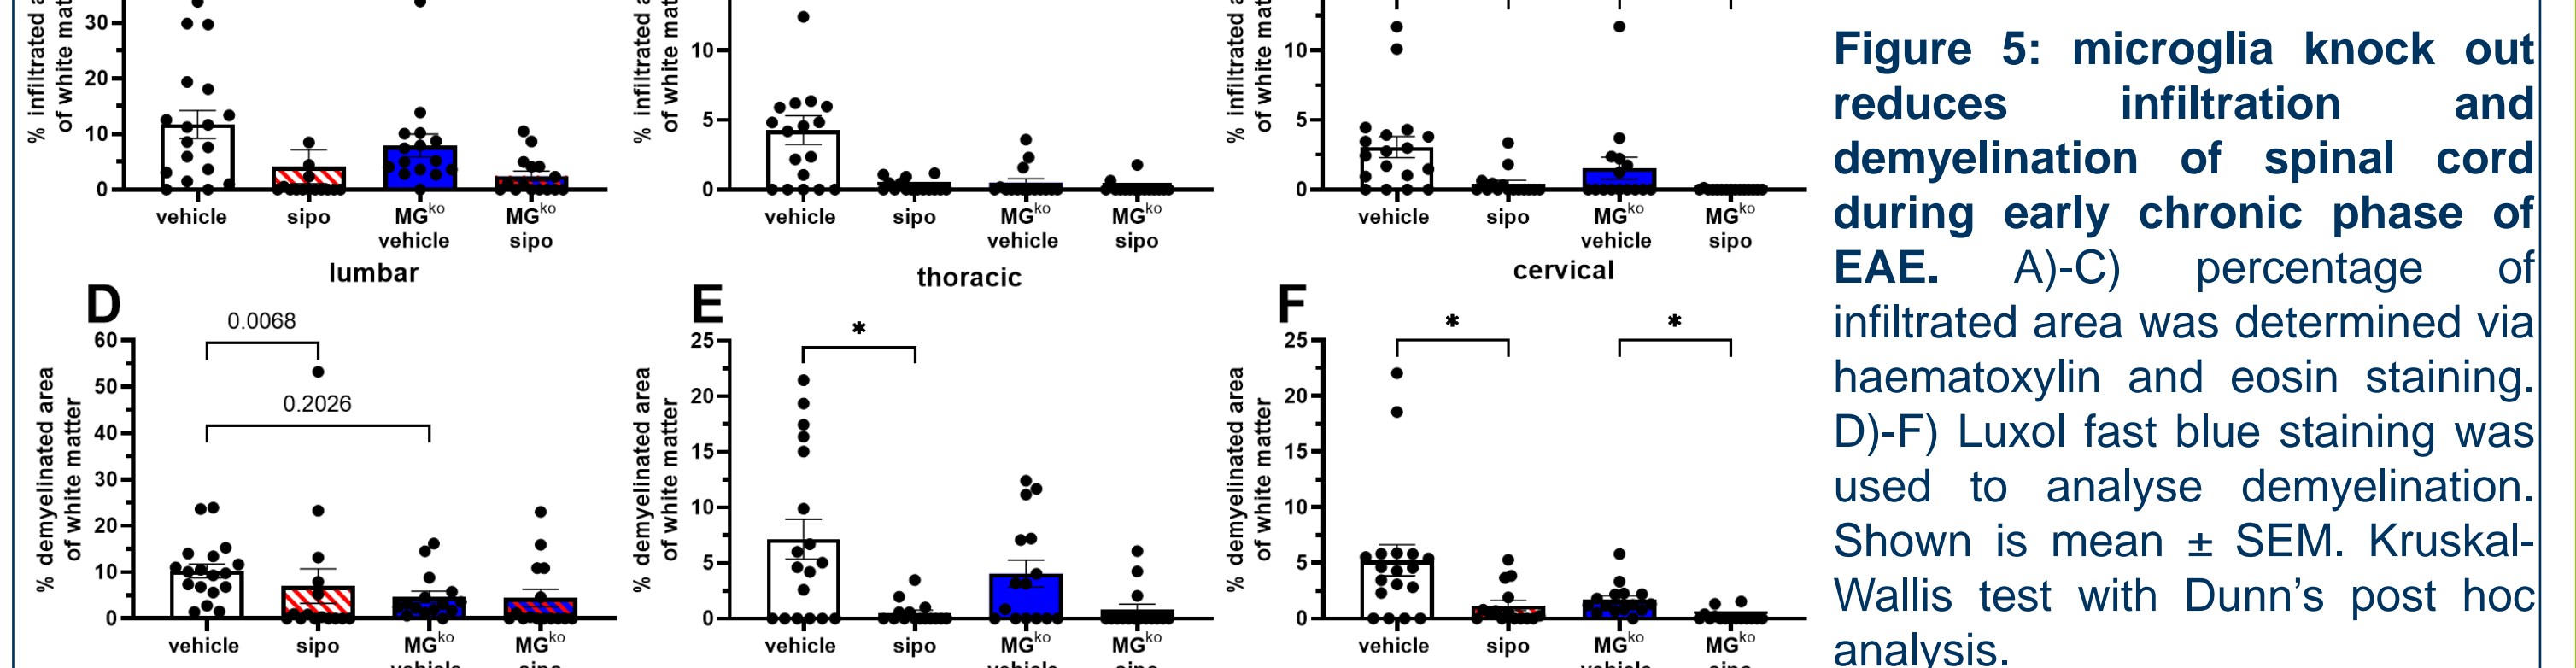 % infiltrated
of white mat
30
20
10
0
vehicle
sipo
MGko
vehicle
MGko
sipo
% infiltrated
of white mat
10
5
0
vehicle
sipo
MGko
vehicle
MGko
sipo
% infiltrated
of white mat
10
5
0
vehicle
sipo
MGko
vehicle
MGko
sipo
lumbar
thoracic
cervical
D
0.0068
0.2026
% demyelinated area
of white matter
60
50
40
30
20
10
0
vehicle
sipo
MGko
vehicle
MGko
sipo
E
*
% demyelinated area
of white matter
25
20
15
10
5
0
vehicle
sipo
MGko
vehicle
MGko
sipo
F
* *
% demyelinated area
of white matter
25
20
15
10
5
0
vehicle
sipo
MGko
vehicle
MGko
sipo
Figure 5: microglia knock out
reduces infiltration and
demyelination of spinal cord
during early chronic phase of
EAE. A)-C) percentage of
infiltrated area was determined via
haematoxylin and eosin staining.
D)-F) Luxol fast blue staining was
used to analyse demyelination.
Shown is mean ± SEM. Kruskal-
Wallis test with Dunn’s post hoc
analysis.